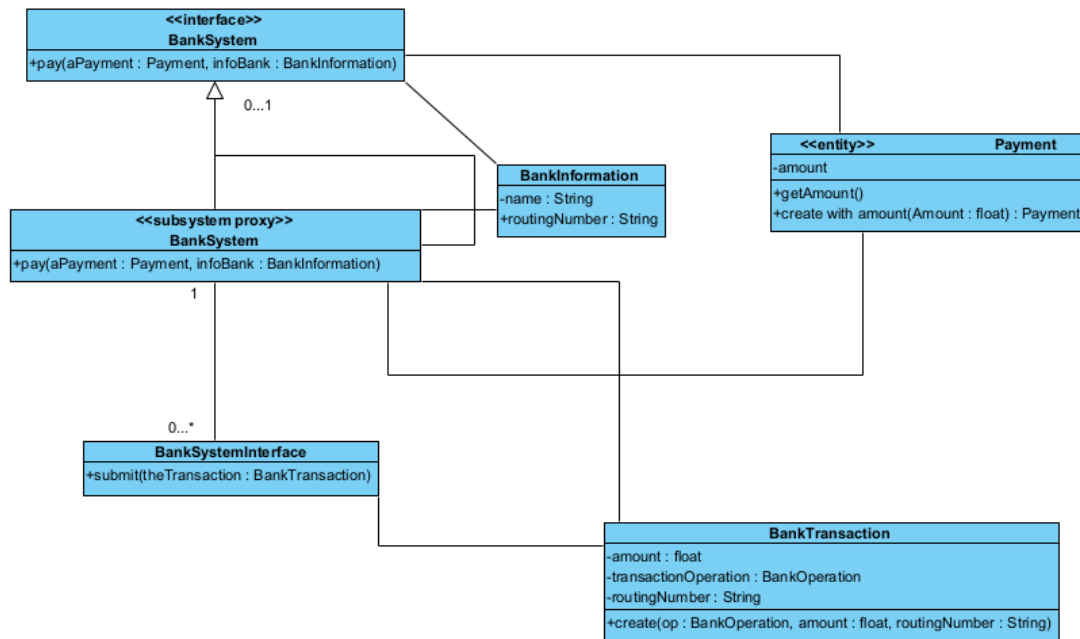 <<interface>>
BankSystem
+pay(aPayment : Payment, infoBank : BankInformation)
0...1
<<entity>> Payment
-amount
+getAmount()
+create with amount(Amount : float) : Payment
BankInformation
-name : String
+routingNumber : String
<<subsystem proxy>>
BankSystem
+pay(aPayment : Payment, infoBank : BankInformation)
1
0...*
BankSystemInterface
+submit(theTransaction : BankTransaction)
BankTransaction
-amount : float
-transactionOperation : BankOperation
-routingNumber : String
+create(op : BankOperation, amount : float, routingNumber : String)